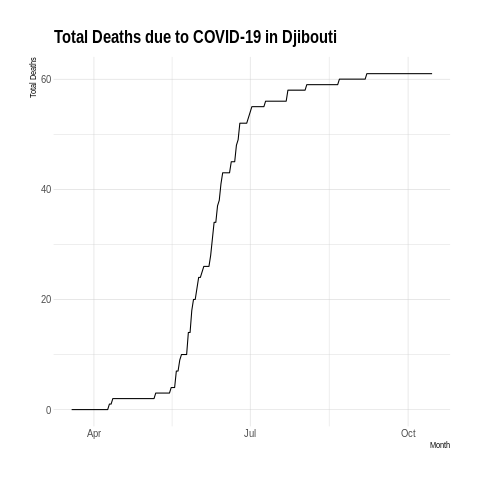 Total Deaths due to COVID-19 in Djibouti
Total Deaths
60
40
20
0
Apr
Jul
Oct
Month